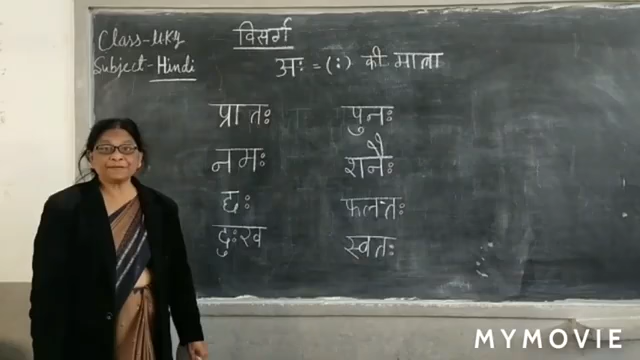 Class-UKG
Subject-Hindi
विसर्ग
अः = (ः) की माला
प्रातः पुनः
नमः शनैः
छः फलतः
दुःख स्वतः
MYMOVIE